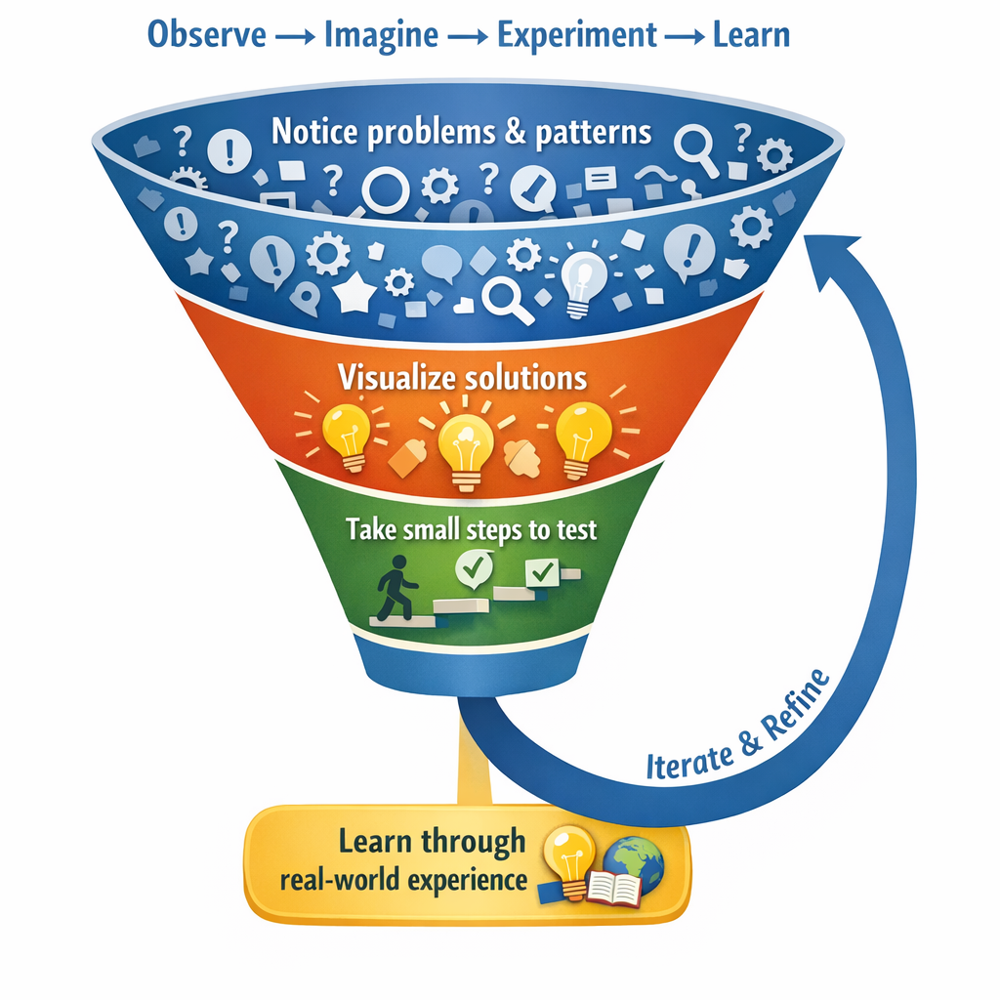 Observe → Imagine → Experiment → Learn
Notice problems & patterns
Visualize solutions
Take small steps to test
Iterate & Refine
Learn through
real-world experience